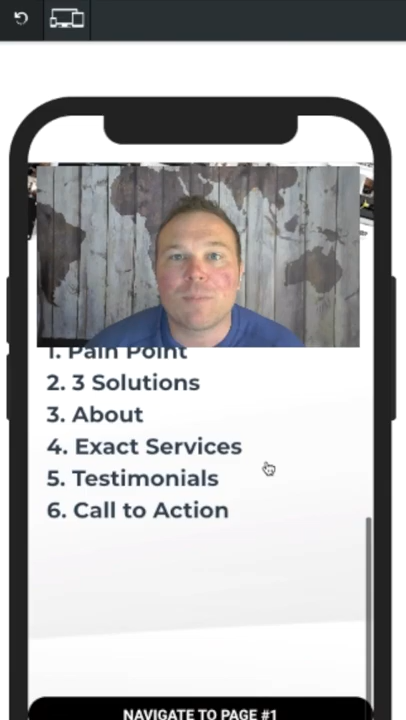 1. Pain Point
2. 3 Solutions
3. About
4. Exact Services
5. Testimonials
6. Call to Action
NAVIGATE TO PAGE #1